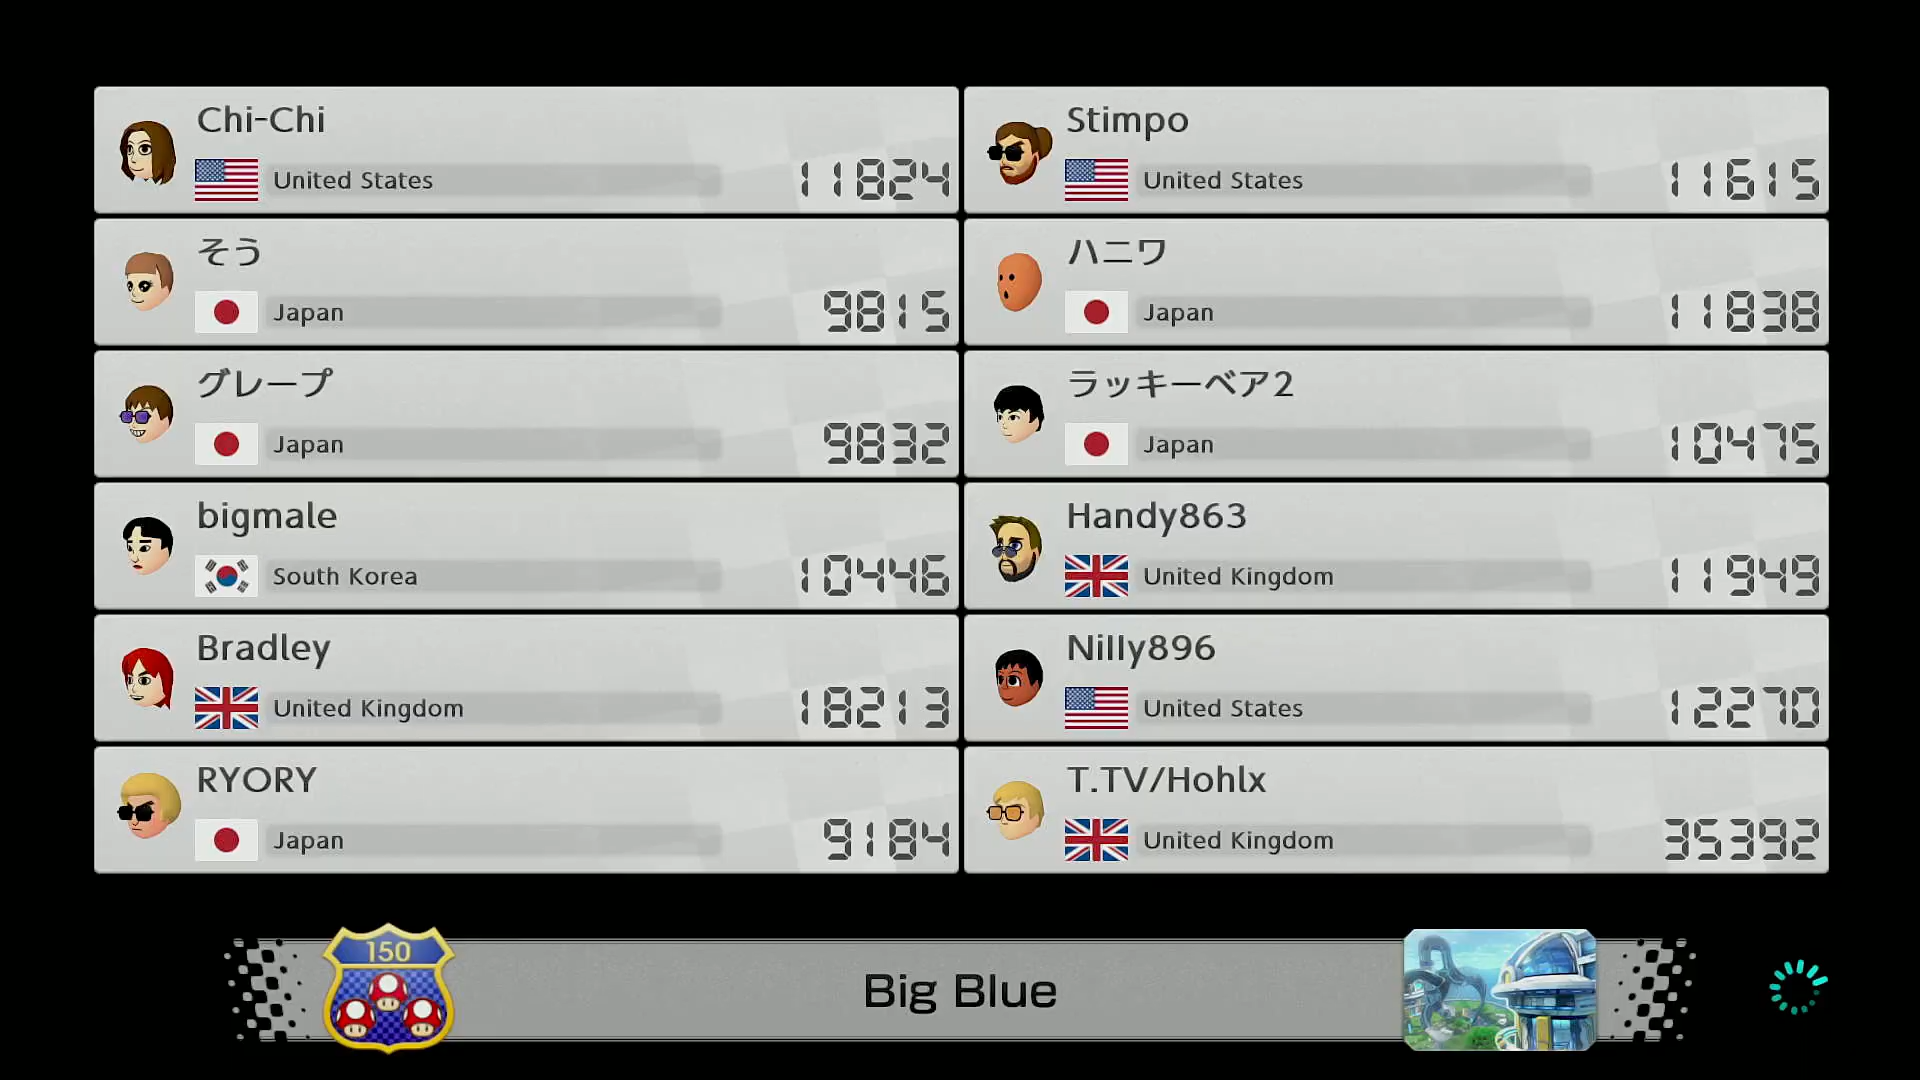 Chi-Chi
United States
11824
Stimpo
United States
11615
そう
Japan
9815
ハニワ
Japan
11838
グレープ
Japan
9832
ラッキーベア2
Japan
10475
bigmale
South Korea
10446
Handy863
United Kingdom
11949
Bradley
United Kingdom
18213
Nilly896
United States
12270
RYORY
Japan
9184
T.TV/Hohlx
United Kingdom
35392
150
Big Blue